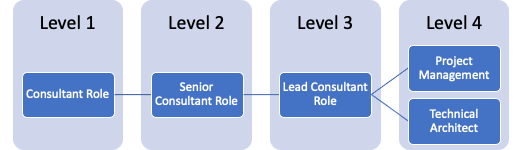 Level 1
Level 2
Level 3
Level 4
Consultant Role
Senior
Consultant Role
Lead Consultant
Role
Project
Management
Technical
Architect